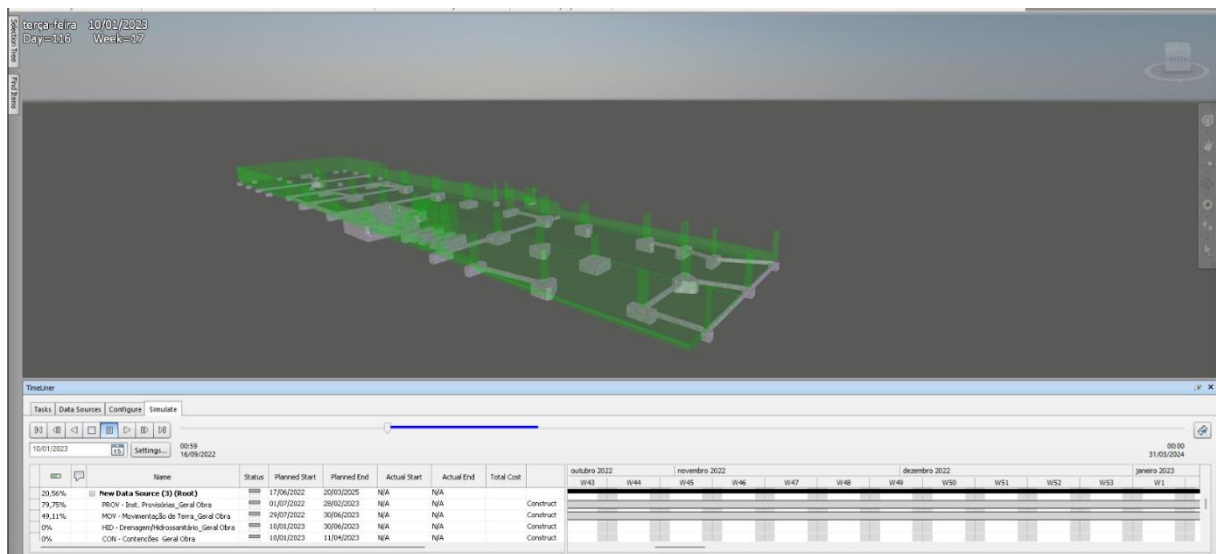 Selection Tree
Find Items
terça-feira 10/01/2023
Day=116 Week=17
TimeLiner
Tasks Data Sources Configure Simulate
10/01/2023 15 Settings... 00:59 00:00
16/09/2022 31/03/2024
Name Status Planned Start Planned End Actual Start Actual End Total Cost
outubro 2022 novembro 2022 dezembro 2022 janeiro 2023
W43 W44 W45 W46 W47 W48 W49 W50 W51 W52 W53 W1
20,56% New Data Source (3) (Root) 17/06/2022 20/03/2025 N/A N/A
79,75% PROV - Inst. Provisórias_Geral Obra 01/07/2022 28/02/2023 N/A N/A Construct
49,11% MOV - Movimentação de Terra_Geral Obra 29/07/2022 30/06/2023 N/A N/A Construct
0% HID - Drenagem/Hidrossanitário_Geral Obra 10/01/2023 30/06/2023 N/A N/A Construct
0% CON - Contenções Geral Obra 10/01/2023 11/04/2023 N/A N/A Construct